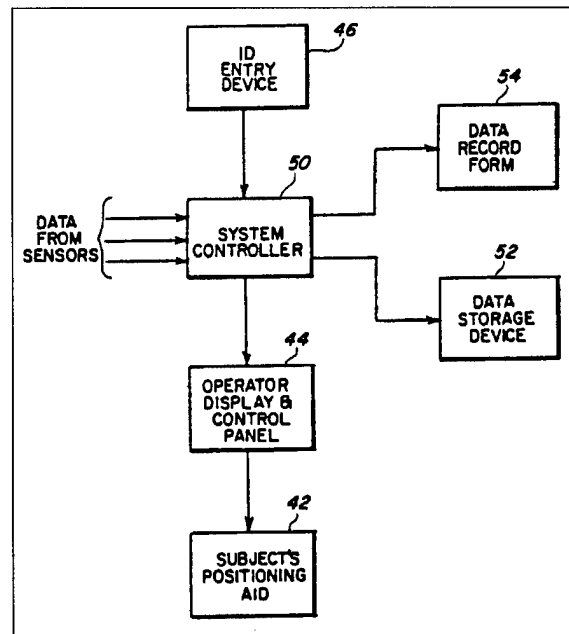 46
ID
ENTRY
DEVICE
54
DATA
RECORD
FORM
50
DATA
FROM
SENSORS
SYSTEM
CONTROLLER
52
DATA
STORAGE
DEVICE
44
OPERATOR
DISPLAY &
CONTROL
PANEL
42
SUBJECT'S
POSITIONING
AID